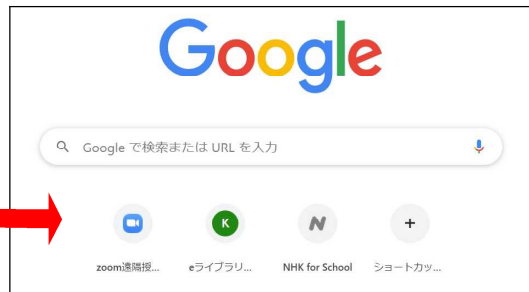 Google
Google で検索または URL を入力
K
N
zoom遠隔授...
eライブラリ...
NHK for School
ショートカッ...